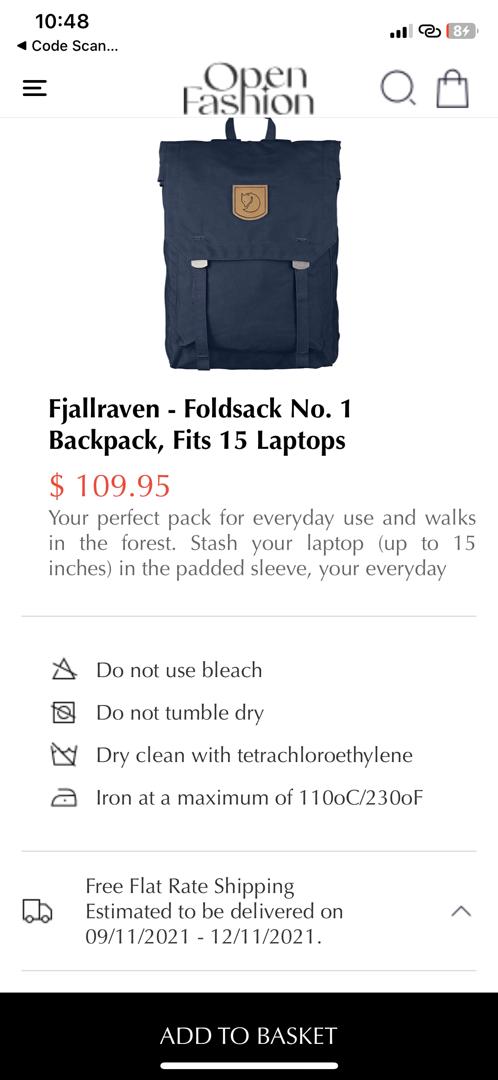 10:48
8
◀ Code Scan...
Open
Fashion
Fjallraven - Foldsack No. 1
Backpack, Fits 15 Laptops
$ 109.95
Your perfect pack for everyday use and walks
in the forest. Stash your laptop (up to 15
inches) in the padded sleeve, your everyday
Do not use bleach
Do not tumble dry
Dry clean with tetrachloroethylene
Iron at a maximum of 110oC/230oF
Free Flat Rate Shipping
Estimated to be delivered on
09/11/2021 - 12/11/2021.
ADD TO BASKET